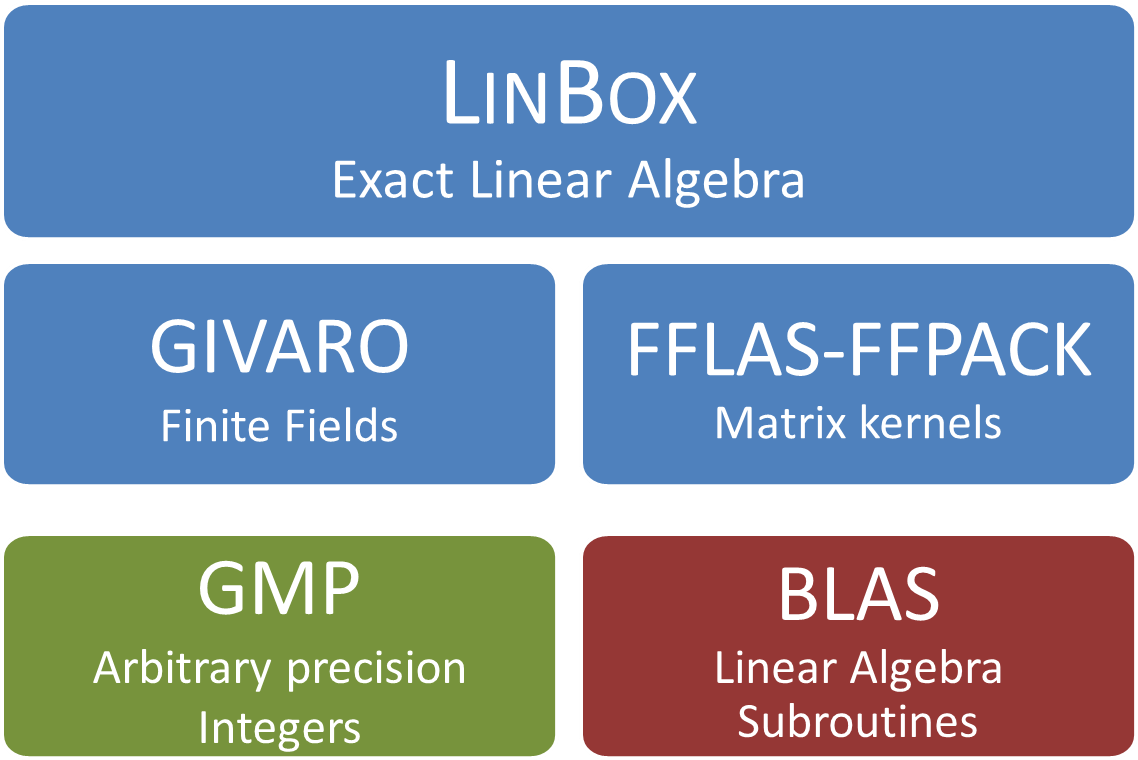 LINBOX
Exact Linear Algebra
GIVARO
Finite Fields
FFLAS-FFPACK
Matrix kernels
GMP
Arbitrary precision
Integers
BLAS
Linear Algebra
Subroutines